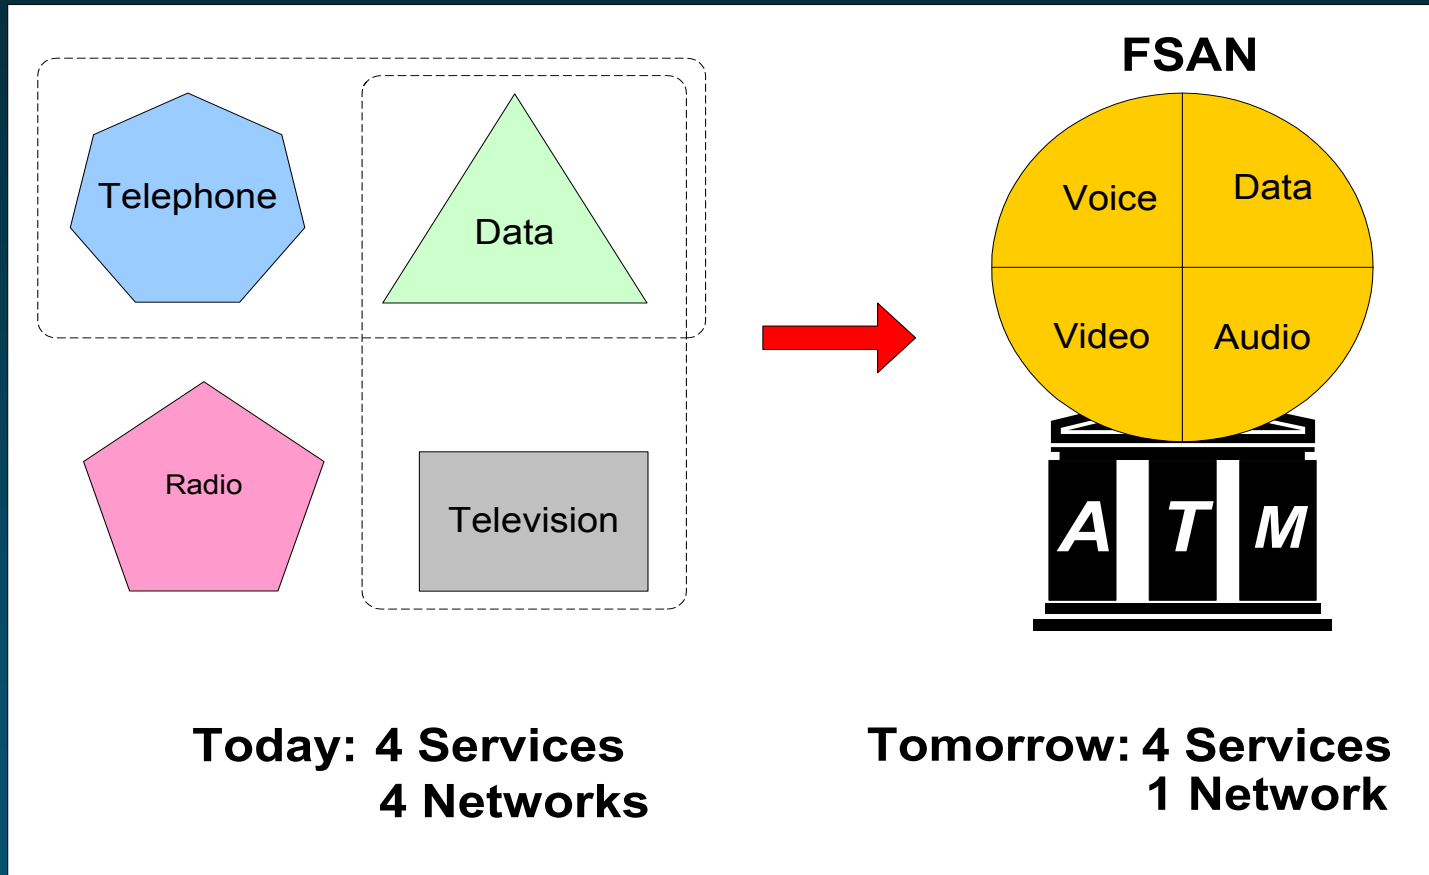 FSAN
Telephone
Data
Voice
Data
Radio
Television
Video
Audio
A T M
Today: 4 Services
4 Networks
Tomorrow: 4 Services
1 Network